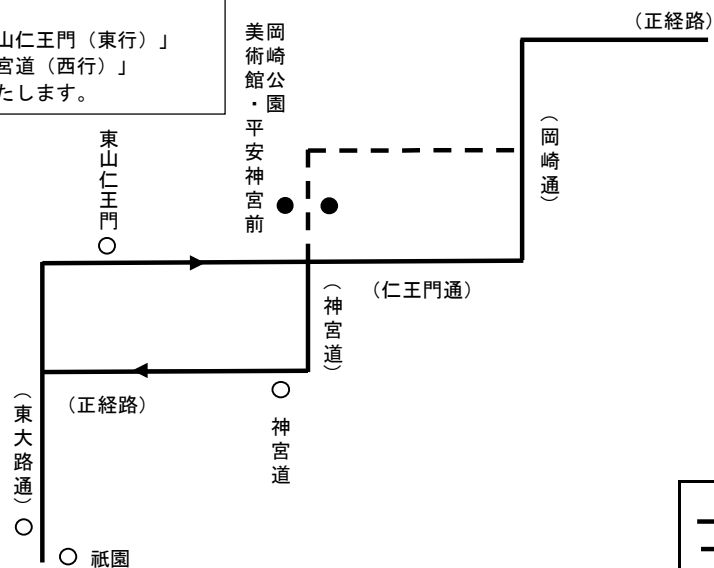 山仁王門（東行）」
宮道（西行）」
たします。
岡崎公園
美術館・平安神宮前
（正経路）
（岡崎通）
東山仁王門
（仁王門通）
（神宮道）
（正経路）
神宮道
（東大路通）
祇園